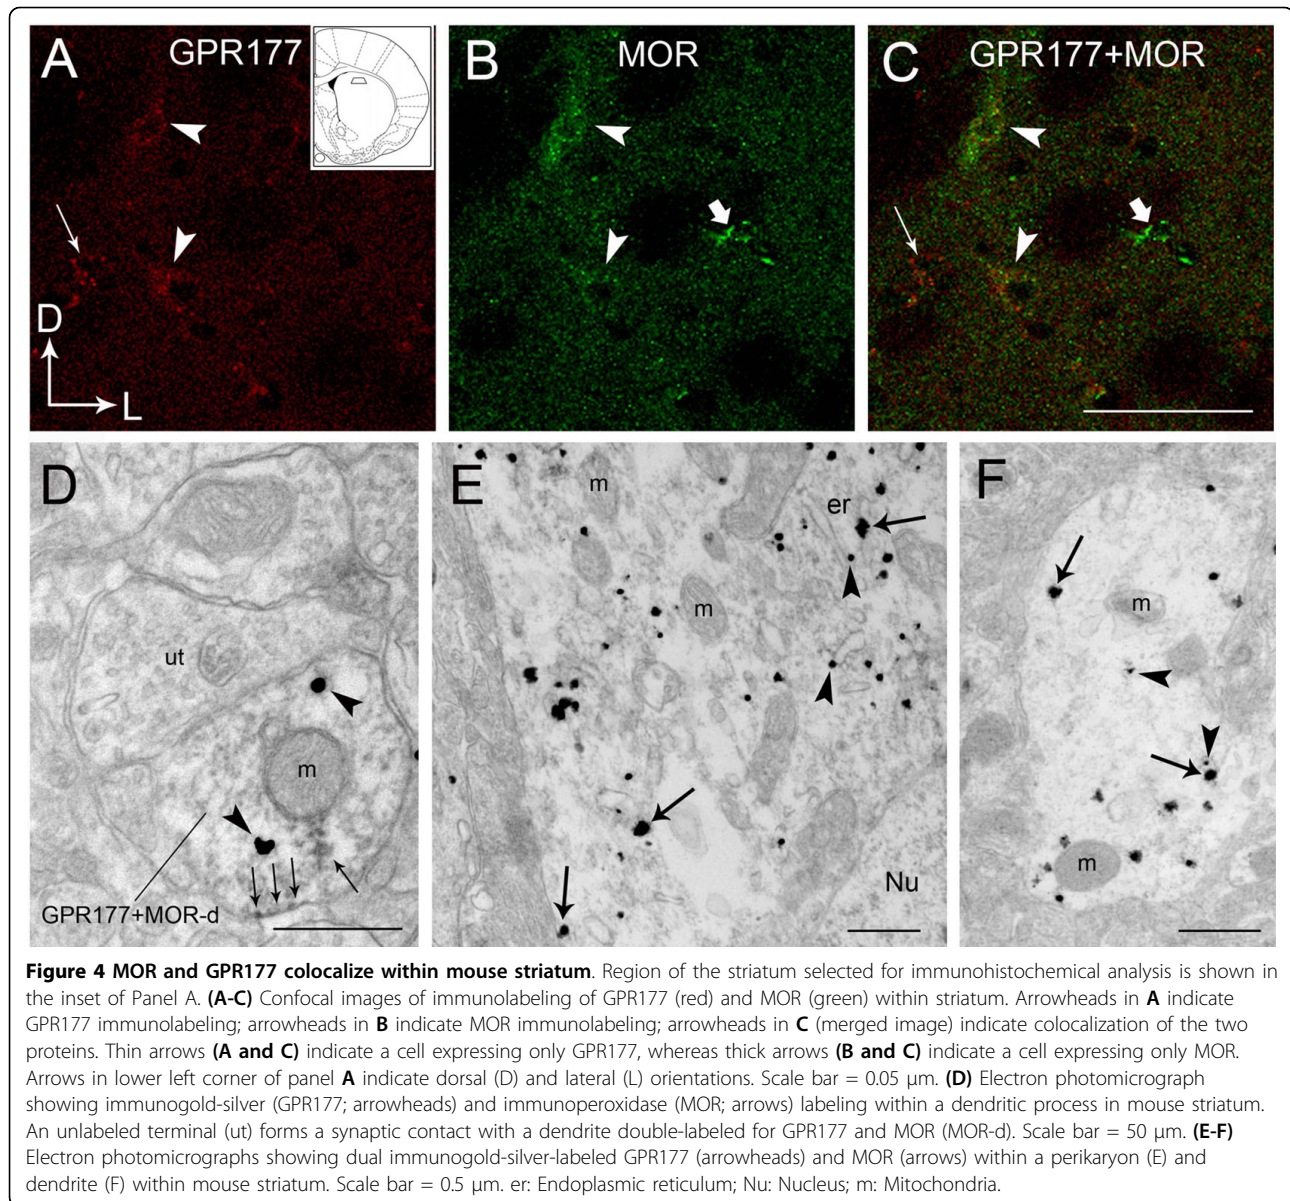 A GPR177
B MOR
C GPR177+MOR
D
L
D
ut
m
GPR177+MOR-d
E
m
er
m
Nu
F
m
m
Figure 4 MOR and GPR177 colocalize within mouse striatum. Region of the striatum selected for immunohistochemical analysis is shown in
the inset of Panel A. (A-C) Confocal images of immunolabeling of GPR177 (red) and MOR (green) within striatum. Arrowheads in A indicate
GPR177 immunolabeling; arrowheads in B indicate MOR immunolabeling; arrowheads in C (merged image) indicate colocalization of the two
proteins. Thin arrows (A and C) indicate a cell expressing only GPR177, whereas thick arrows (B and C) indicate a cell expressing only MOR.
Arrows in lower left corner of panel A indicate dorsal (D) and lateral (L) orientations. Scale bar = 0.05 μm. (D) Electron photomicrograph
showing immunogold-silver (GPR177; arrowheads) and immunoperoxidase (MOR; arrows) labeling within a dendritic process in mouse striatum.
An unlabeled terminal (ut) forms a synaptic contact with a dendrite double-labeled for GPR177 and MOR (MOR-d). Scale bar = 50 μm. (E-F)
Electron photomicrographs showing dual immunogold-silver-labeled GPR177 (arrowheads) and MOR (arrows) within a perikaryon (E) and
dendrite (F) within mouse striatum. Scale bar = 0.5 μm. er: Endoplasmic reticulum; Nu: Nucleus; m: Mitochondria.